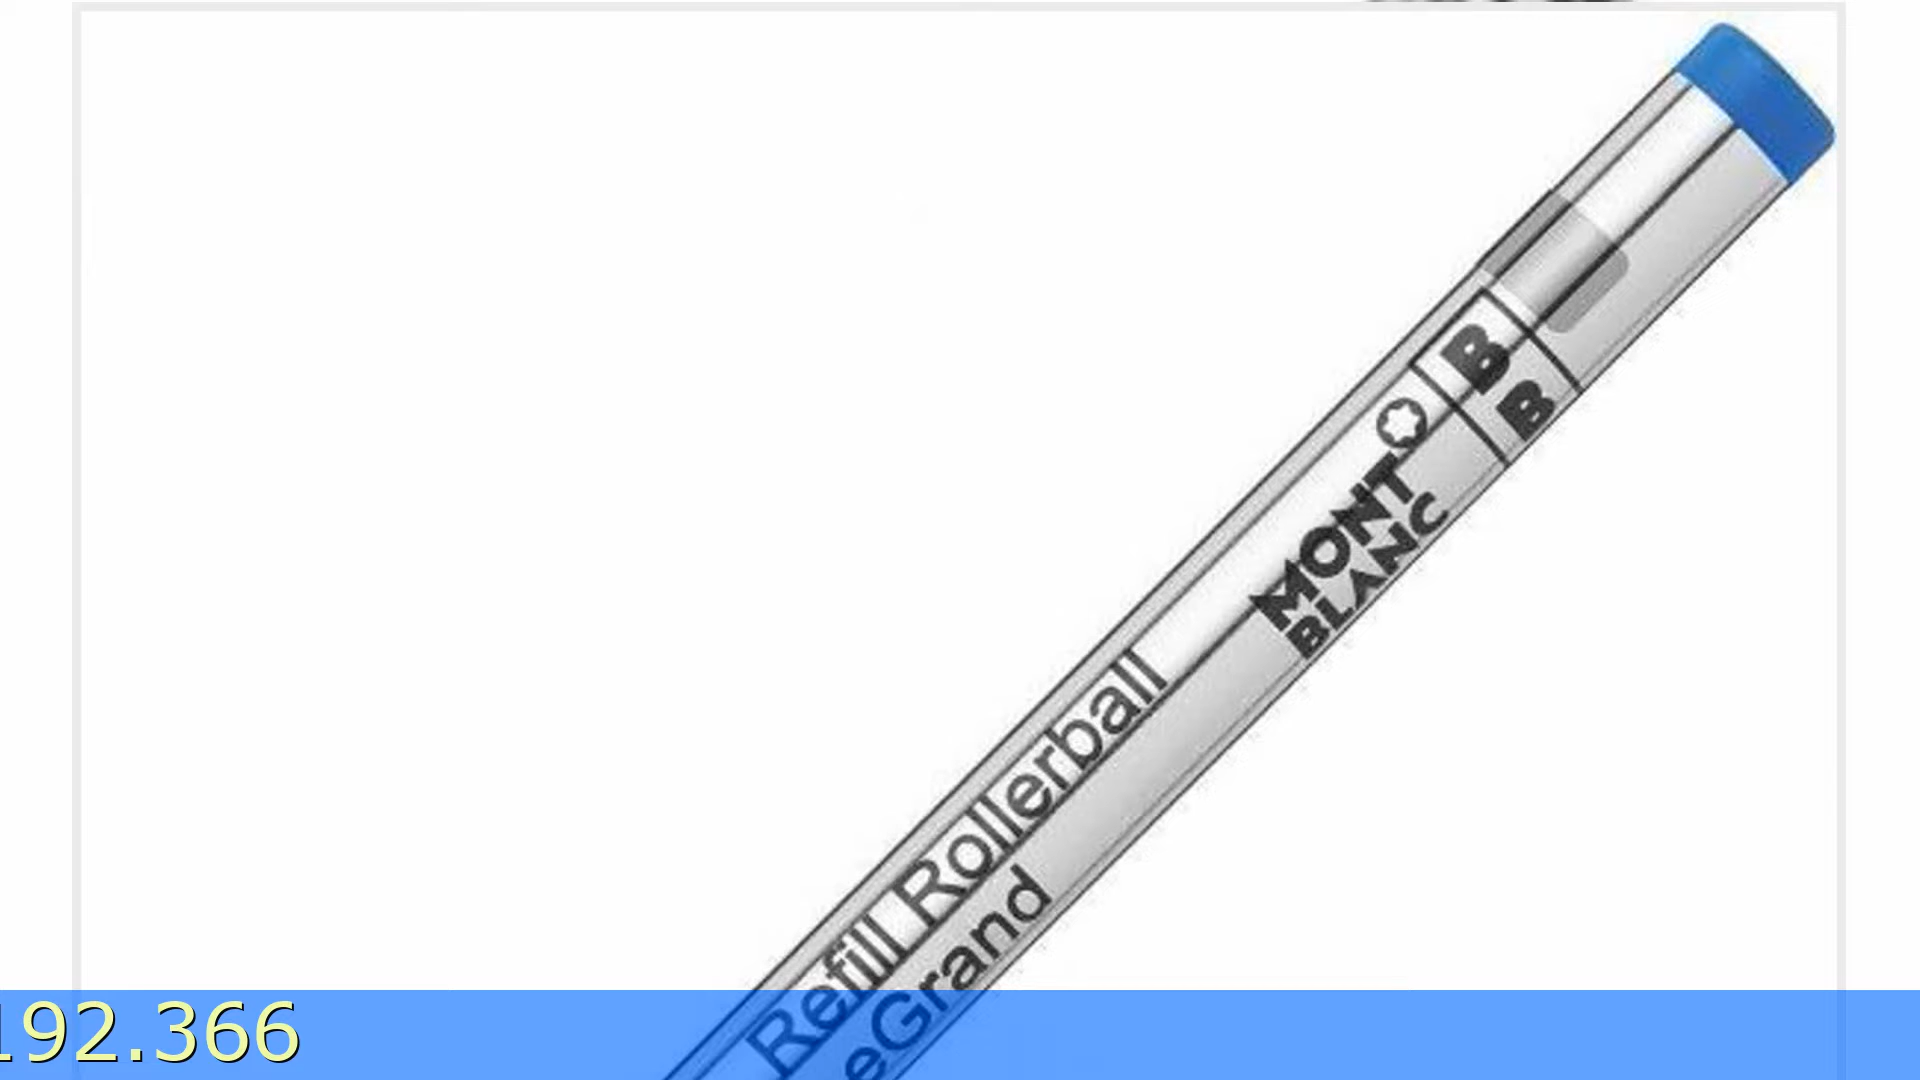 B
B
MONT
BLANC
Refill Rollerball
eGrand
192.366